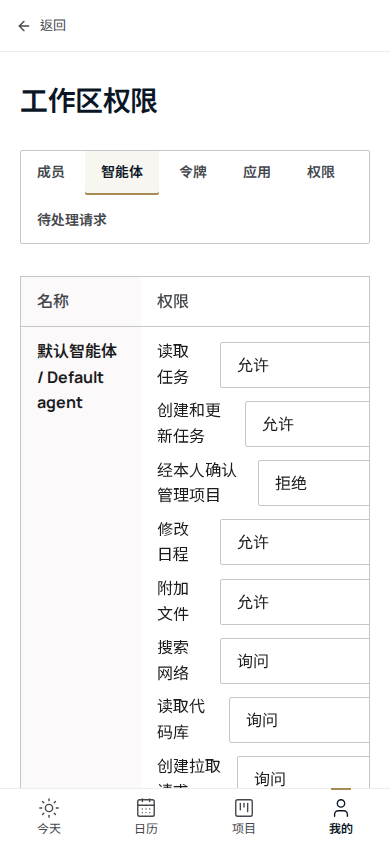 返回
工作区权限
成员 智能体 令牌 应用 权限
待处理请求
名称 权限
默认智能体
/ Default
agent
读取
任务
允许
创建和更
新任务
允许
经本人确认
管理项目
拒绝
修改
日程
允许
附加
文件
允许
搜索
网络
询问
读取代
码库
询问
创建拉取
询问
今天 日历 项目 我的